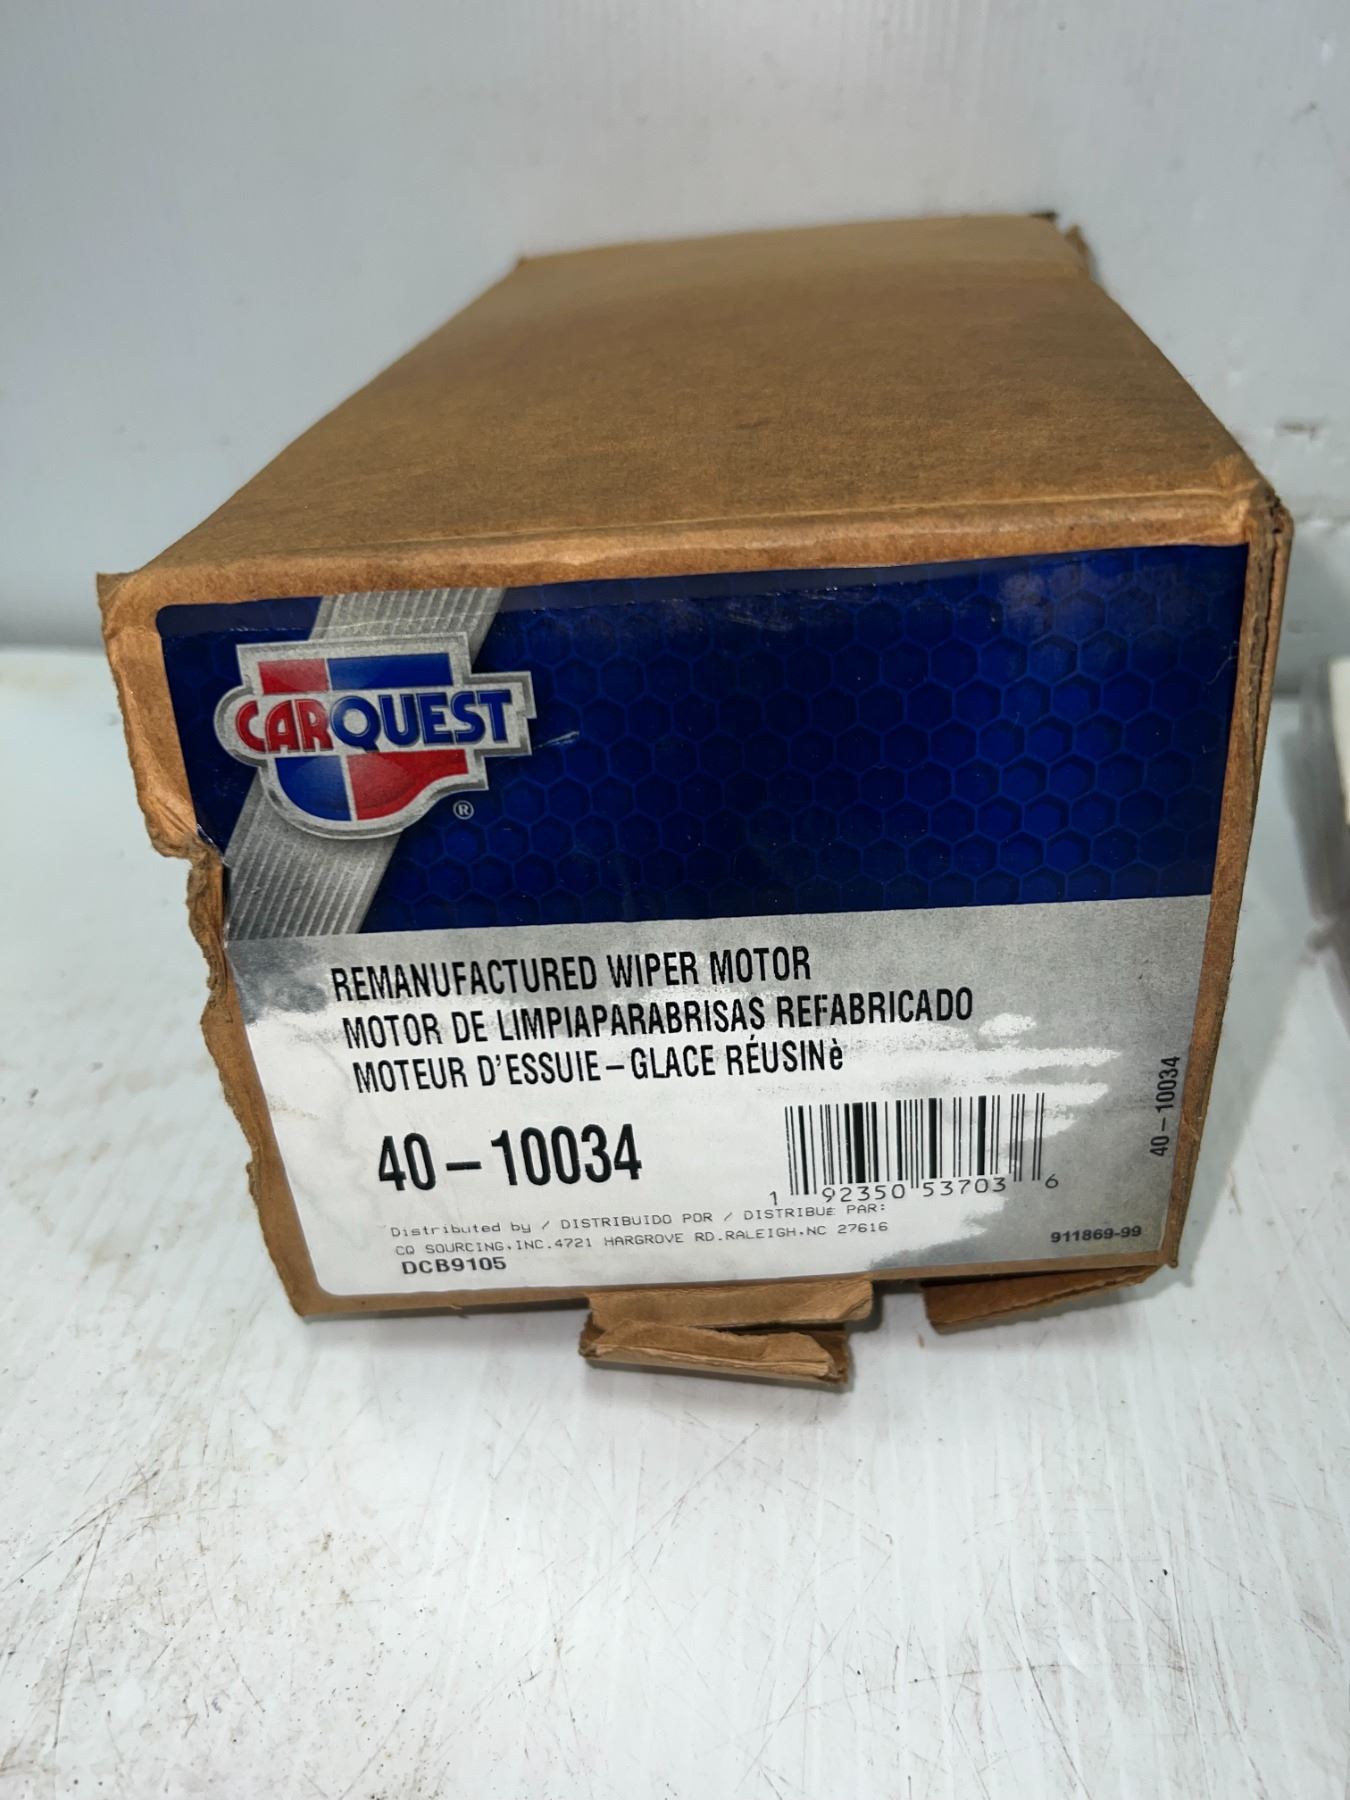 CARQUEST
®
REMANUFACTURED WIPER MOTOR
MOTOR DE LIMPIAPARABRISAS REFABRICADO
MOTEUR D'ESSUIE-GLACE RÉUSINè
40-10034
1 92350 53703 6
40-10034
Distributed by / DISTRIBUIDO POR / DISTRIBUÉ PAR:
CQ SOURCING,INC.4721 HARGROVE RD.RALEIGH,NC 27616
DCB9105
911869-99